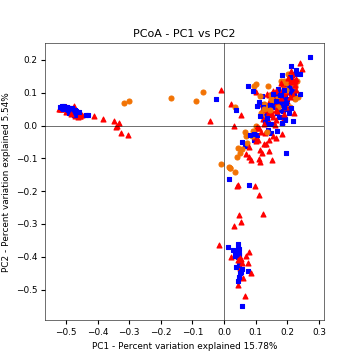 PCoA - PC1 vs PC2
PC2 - Percent variation explained 5.54%
0.2
0.1
0.0
−0.1
−0.2
−0.3
−0.4
−0.5
−0.5 −0.4 −0.3 −0.2 −0.1 0.0 0.1 0.2 0.3
PC1 - Percent variation explained 15.78%